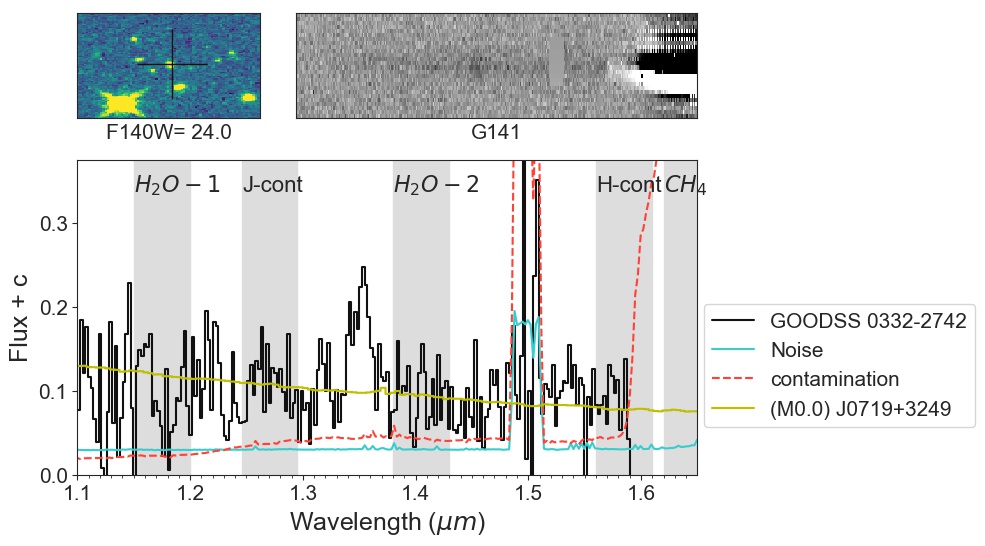 F140W= 24.0
G141
H₂O − 1
J-cont
H₂O − 2
H-cont
CH₄
0.3
0.2
0.1
0.0
Flux + c
1.1
1.2
1.3
1.4
1.5
1.6
Wavelength (μm)
GOODSS 0332-2742
Noise
contamination
(M0.0) J0719+3249